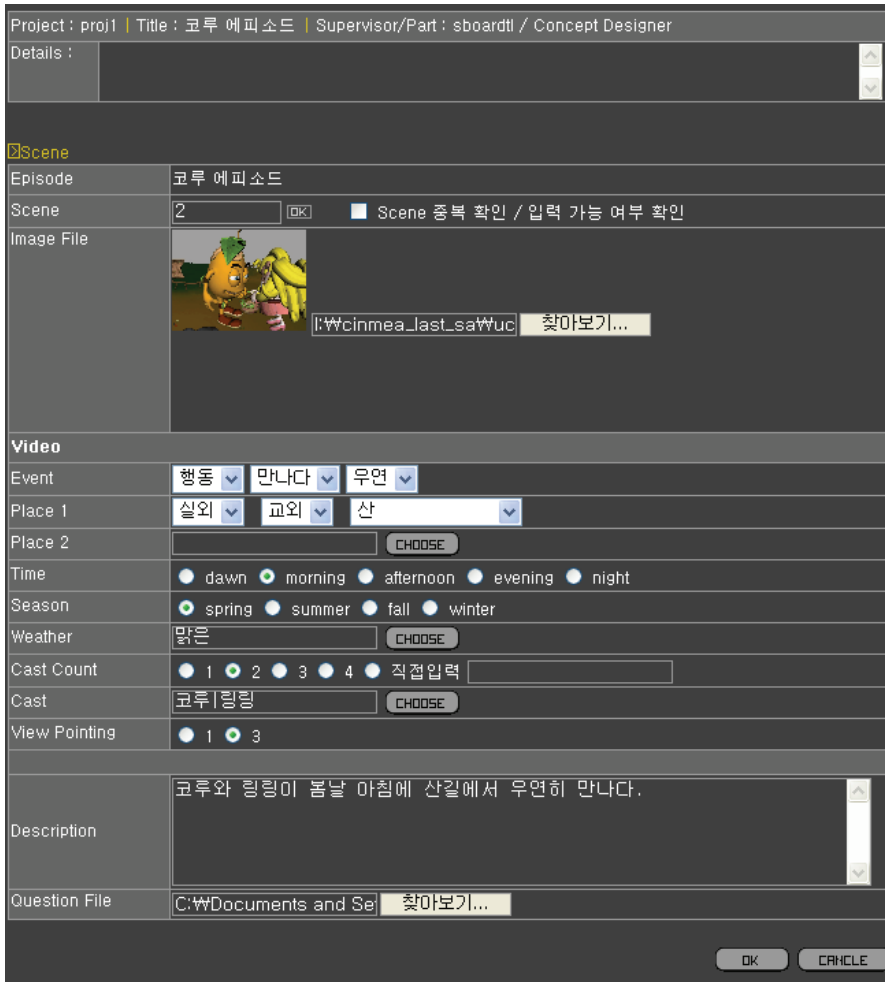 Project : proj1 | Title : 코루 에피소드 | Supervisor/Part : sboardtl / Concept Designer
Details :
Scene
Episode 코루 에피소드
Scene 2 OK Scene 중복 확인 / 입력 가능 여부 확인
Image File
I:₩cinmea_last_sa₩uc 찾아보기...
Video
Event 행동 만나다 우연
Place 1 실외 교외 산
Place 2 CHOOSE
Time dawn morning afternoon evening night
Season spring summer fall winter
Weather 맑은 CHOOSE
Cast Count 1 2 3 4 직접입력
Cast 코루|링링 CHOOSE
View Pointing 1 3
코루와 링링이 봄날 아침에 산길에서 우연히 만나다.
Description
Question File C:₩Documents and Se 찾아보기...
OK CANCLE